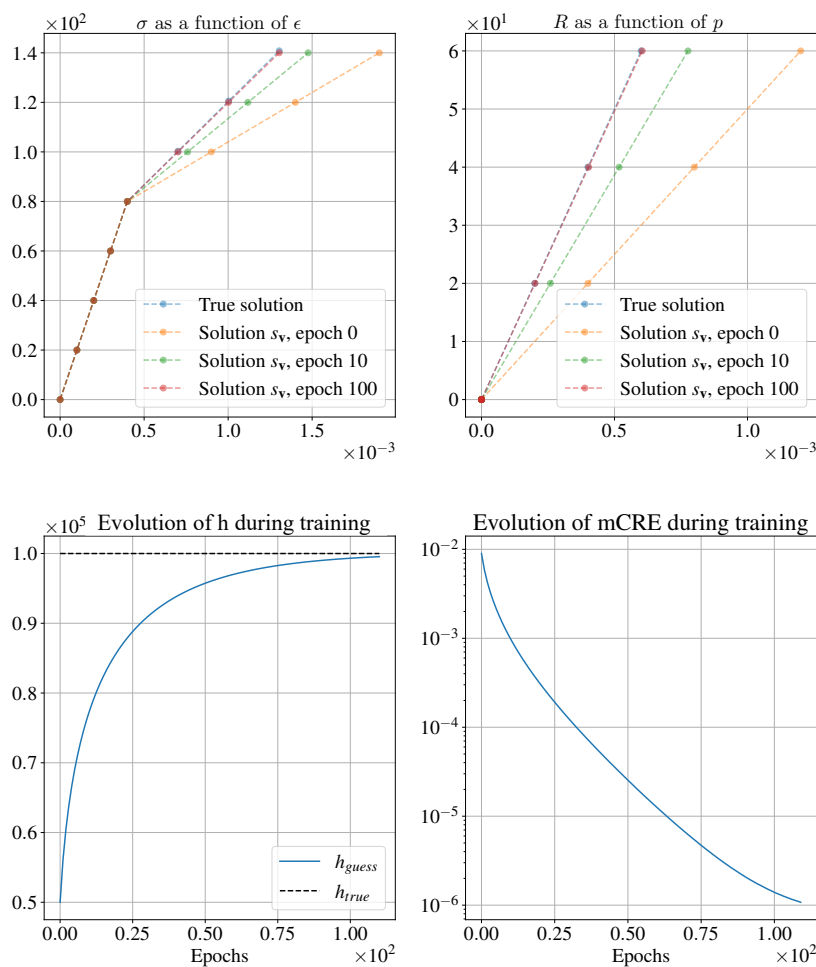 ×10²
σ as a function of ϵ
1.4
1.2
1.0
0.8
0.6
0.4
0.2
0.0
True solution
Solution sᵥ, epoch 0
Solution sᵥ, epoch 10
Solution sᵥ, epoch 100
0.0 0.5 1.0 1.5
×10⁻³
×10¹
R as a function of p
6
5
4
3
2
1
0
True solution
Solution sᵥ, epoch 0
Solution sᵥ, epoch 10
Solution sᵥ, epoch 100
0.0 0.5 1.0
×10⁻³
×10⁵
Evolution of h during training
1.0
0.9
0.8
0.7
0.6
0.5
h_guess
h_true
0.00 0.25 0.50 0.75 1.00
Epochs
×10²
Evolution of mCRE during training
10⁻²
10⁻³
10⁻⁴
10⁻⁵
10⁻⁶
0.00 0.25 0.50 0.75 1.00
Epochs
×10²